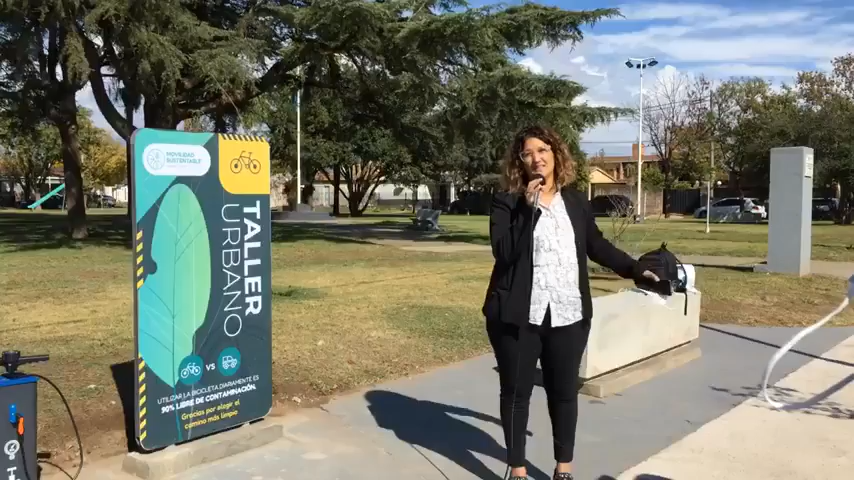 MOVILIDAD
SUSTENTABLE
TALLER
URBANO
VS
UTILIZAR LA BICICLETA DIARIAMENTE ES
90% LIBRE DE CONTAMINACIÓN.
Gracias por elegir el
camino más limpio